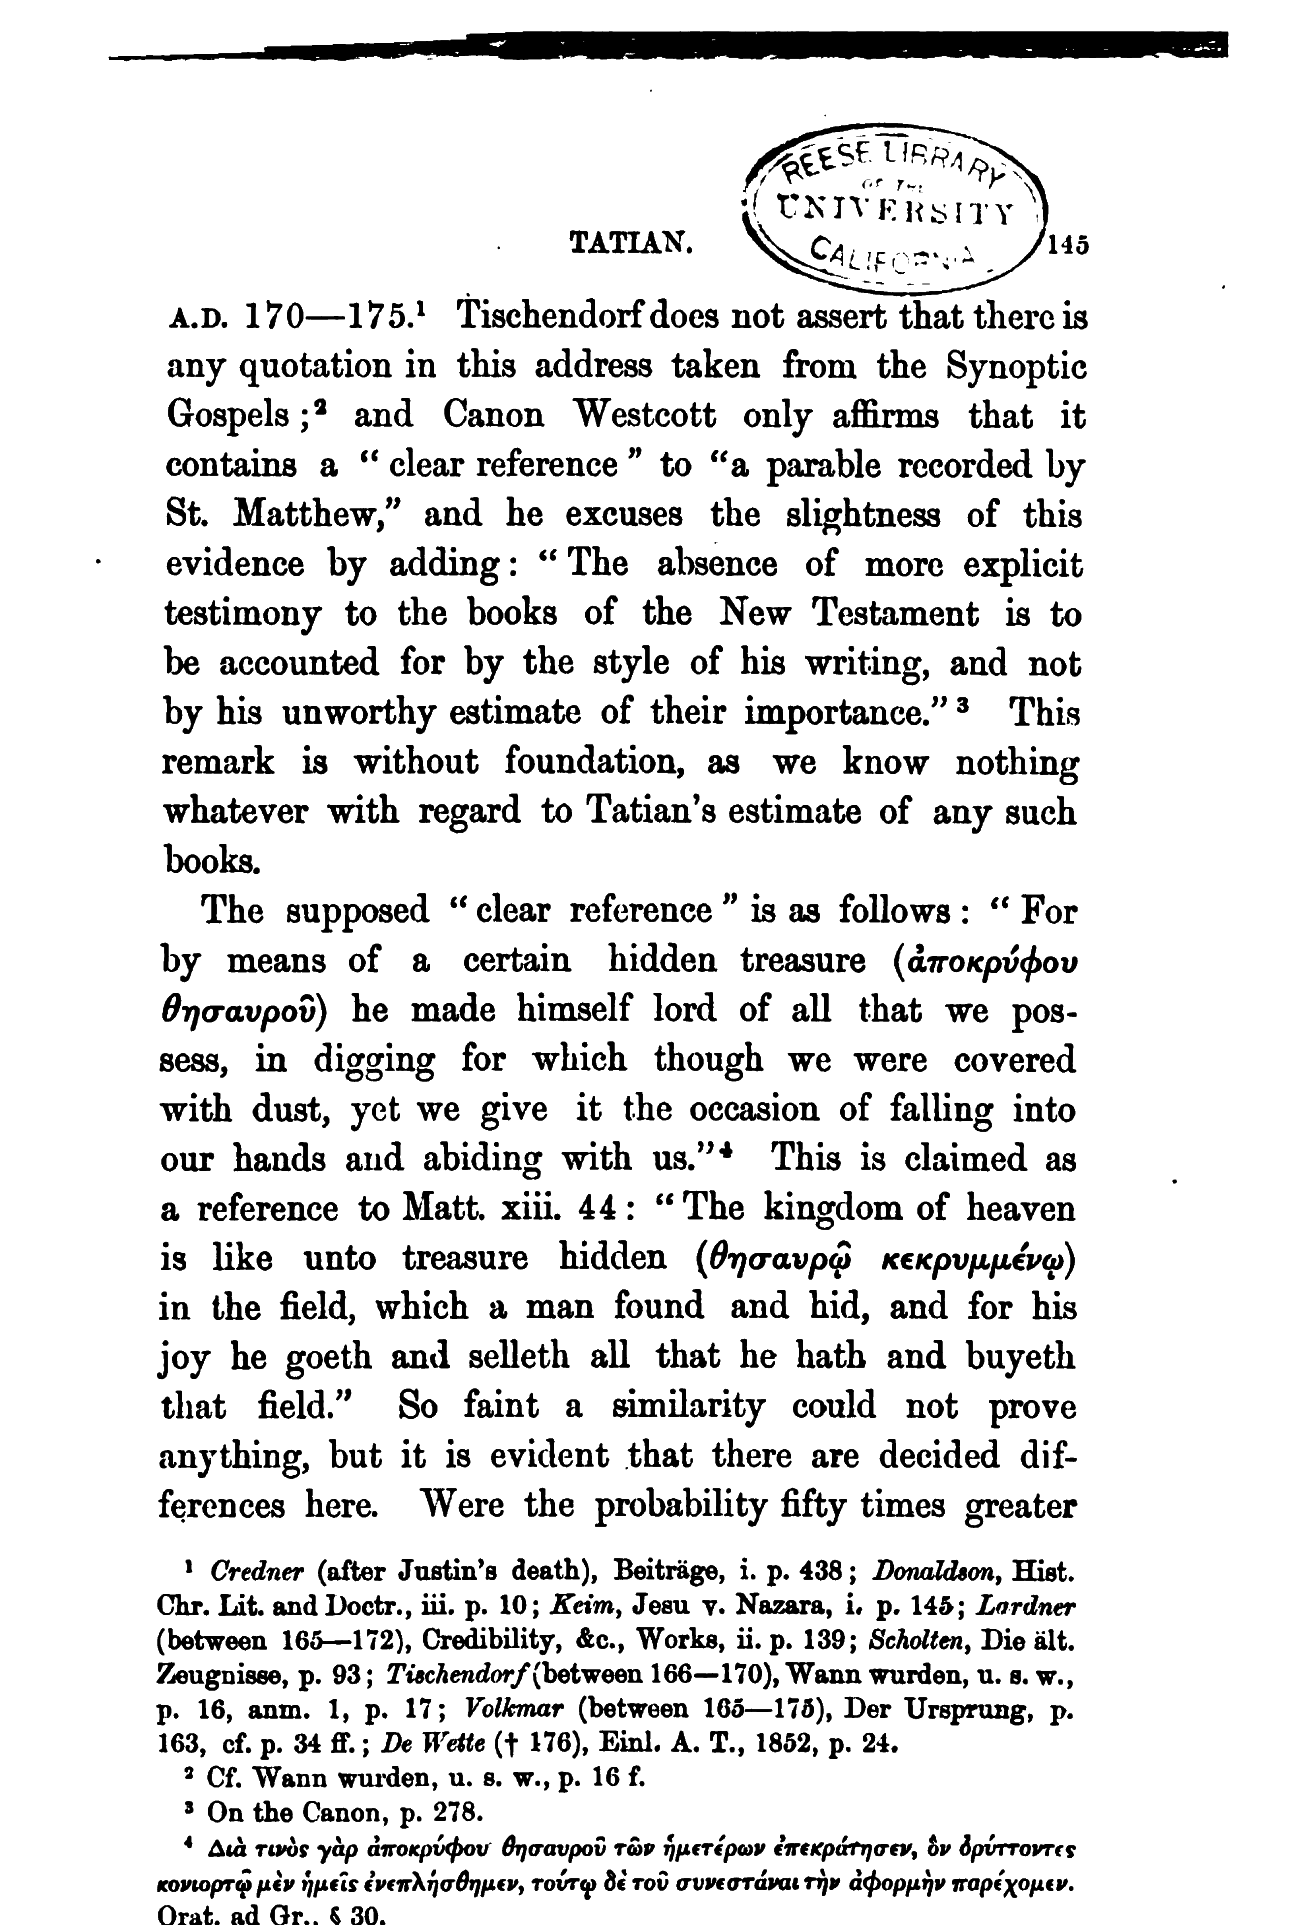 REESE LIBRARY
OF THE
UNIVERSITY
CALIFORNIA
TATIAN. 145
A.D. 170—175.¹ Tischendorf does not assert that there is
any quotation in this address taken from the Synoptic
Gospels ;² and Canon Westcott only affirms that it
contains a “ clear reference ” to “a parable recorded by
St. Matthew,” and he excuses the slightness of this
evidence by adding : “ The absence of more explicit
testimony to the books of the New Testament is to
be accounted for by the style of his writing, and not
by his unworthy estimate of their importance.” ³ This
remark is without foundation, as we know nothing
whatever with regard to Tatian’s estimate of any such
books.
The supposed “ clear reference ” is as follows : “ For
by means of a certain hidden treasure (ἀποκρύφου
θησαυροῦ) he made himself lord of all that we pos-
sess, in digging for which though we were covered
with dust, yet we give it the occasion of falling into
our hands and abiding with us.”⁴ This is claimed as
a reference to Matt. xiii. 44 : “ The kingdom of heaven
is like unto treasure hidden (θησαυρῷ κεκρυμμένῳ)
in the field, which a man found and hid, and for his
joy he goeth and selleth all that he hath and buyeth
that field.” So faint a similarity could not prove
anything, but it is evident that there are decided dif-
ferences here. Were the probability fifty times greater
¹ Credner (after Justin’s death), Beiträge, i. p. 438 ; Donaldson, Hist.
Chr. Lit. and Doctr., iii. p. 10 ; Keim, Jesu v. Nazara, i. p. 145 ; Lardner
(between 165—172), Credibility, &c., Works, ii. p. 139 ; Scholten, Die ält.
Zeugnisse, p. 93 ; Tischendorf (between 166—170), Wann wurden, u. s. w.,
p. 16, anm. 1, p. 17 ; Volkmar (between 165—175), Der Ursprung, p.
163, cf. p. 34 ff. ; De Wette († 176), Einl. A. T., 1852, p. 24.
² Cf. Wann wurden, u. s. w., p. 16 f.
³ On the Canon, p. 278.
⁴ Διὰ τινὸς γὰρ ἀποκρύφου θησαυροῦ τῶν ἡμετέρων ἐπεκράτησεν, ὃν ὀρύττοντες
κονιορτῷ μὲν ἡμεῖς ἐνεπλήσθημεν, τούτῳ δὲ τοῦ συνεστάναι τὴν ἀφορμὴν παρέχομεν.
Orat. ad Gr., § 30.